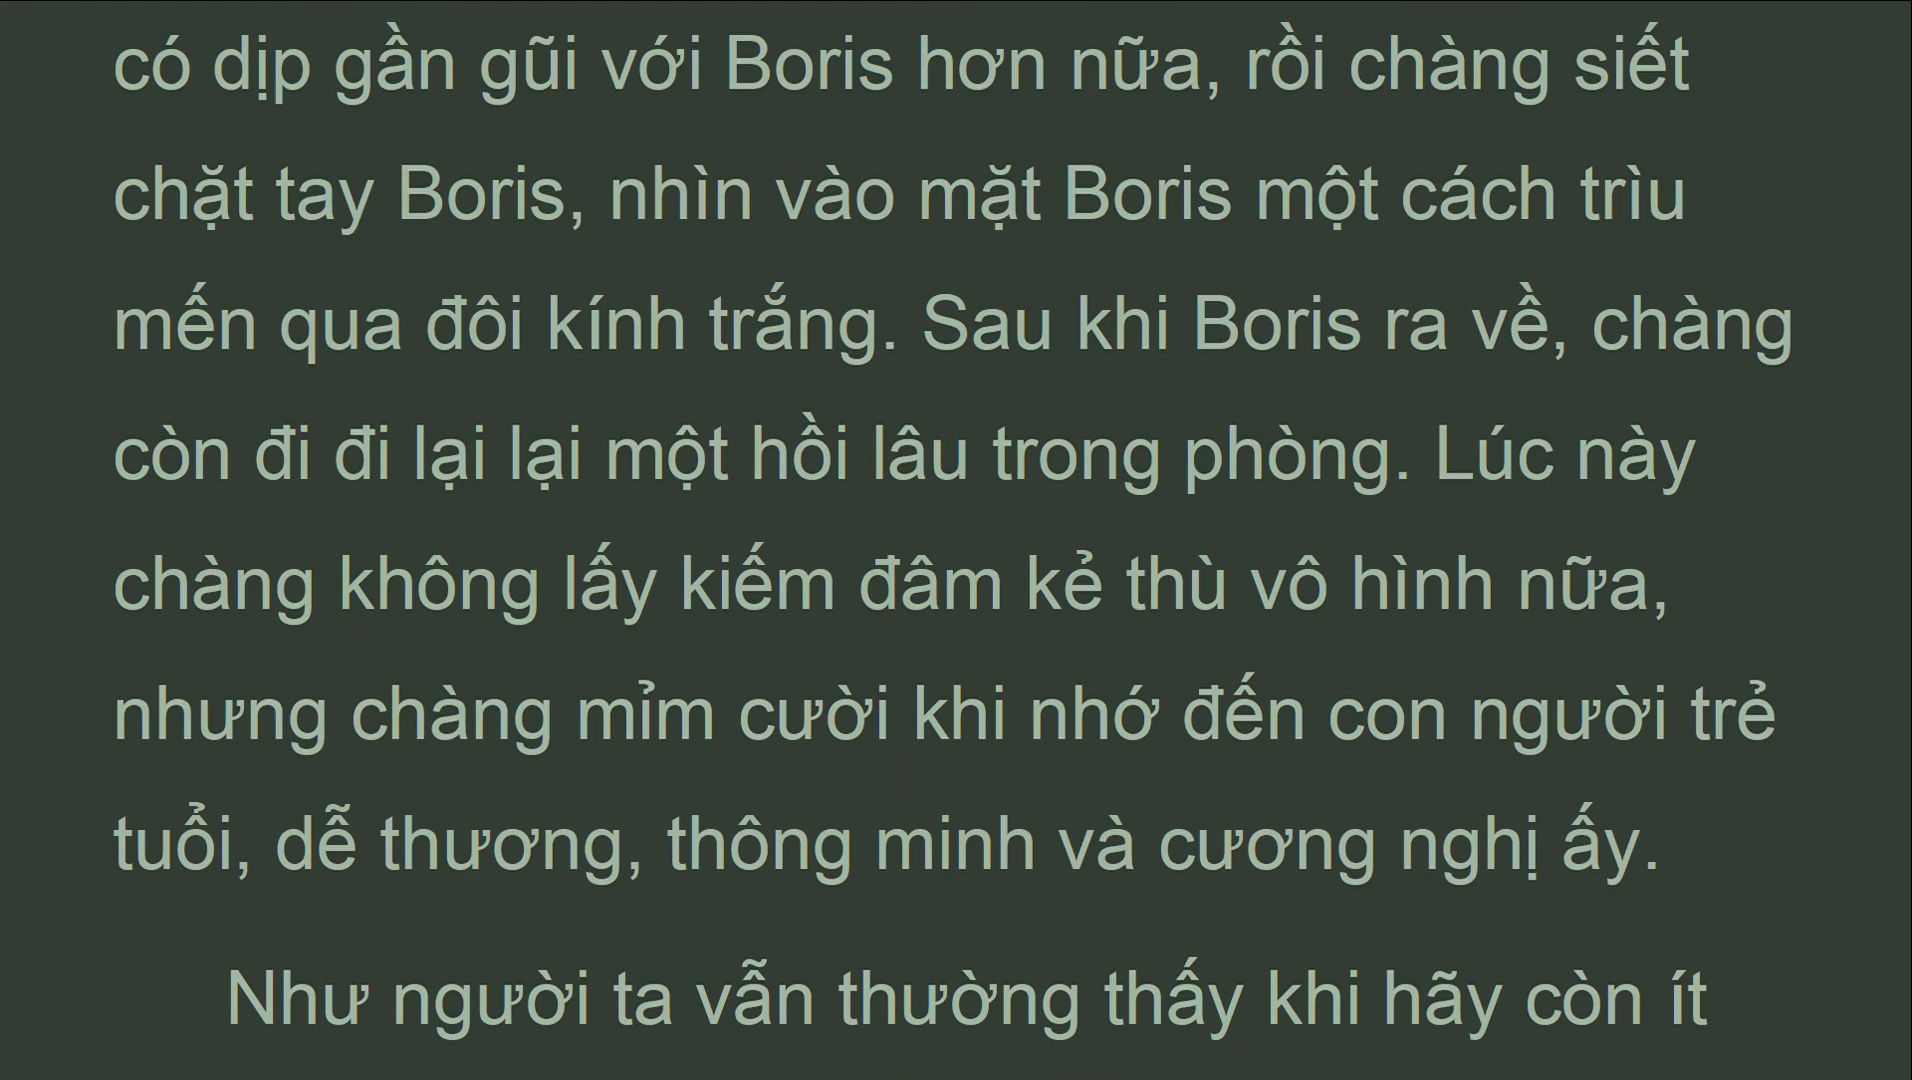 có dịp gần gũi với Boris hơn nữa, rồi chàng siết
chặt tay Boris, nhìn vào mặt Boris một cách trìu
mến qua đôi kính trắng. Sau khi Boris ra về, chàng
còn đi đi lại lại một hồi lâu trong phòng. Lúc này
chàng không lấy kiếm đâm kẻ thù vô hình nữa,
nhưng chàng mỉm cười khi nhớ đến con người trẻ
tuổi, dễ thương, thông minh và cương nghị ấy.
Như người ta vẫn thường thấy khi hãy còn ít